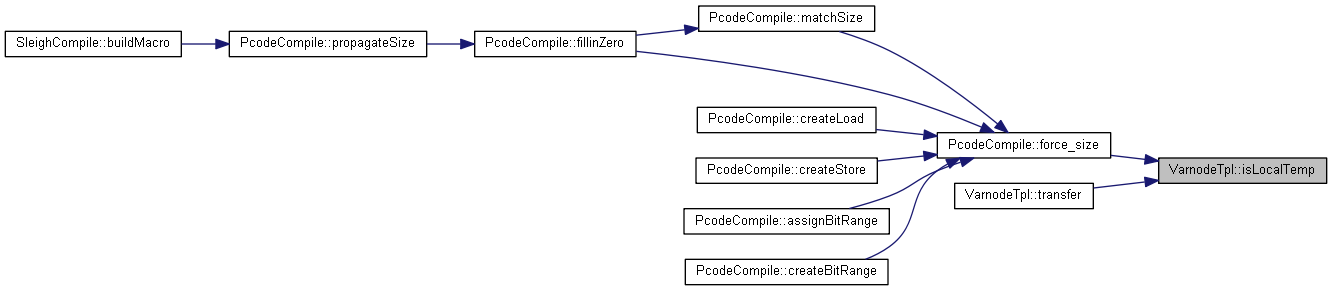 PcodeCompile::matchSize
SleighCompile::buildMacro
PcodeCompile::propagateSize
PcodeCompile::fillinZero
PcodeCompile::createLoad
PcodeCompile::force_size
PcodeCompile::createStore
VarnodeTpl::isLocalTemp
VarnodeTpl::transfer
PcodeCompile::assignBitRange
PcodeCompile::createBitRange